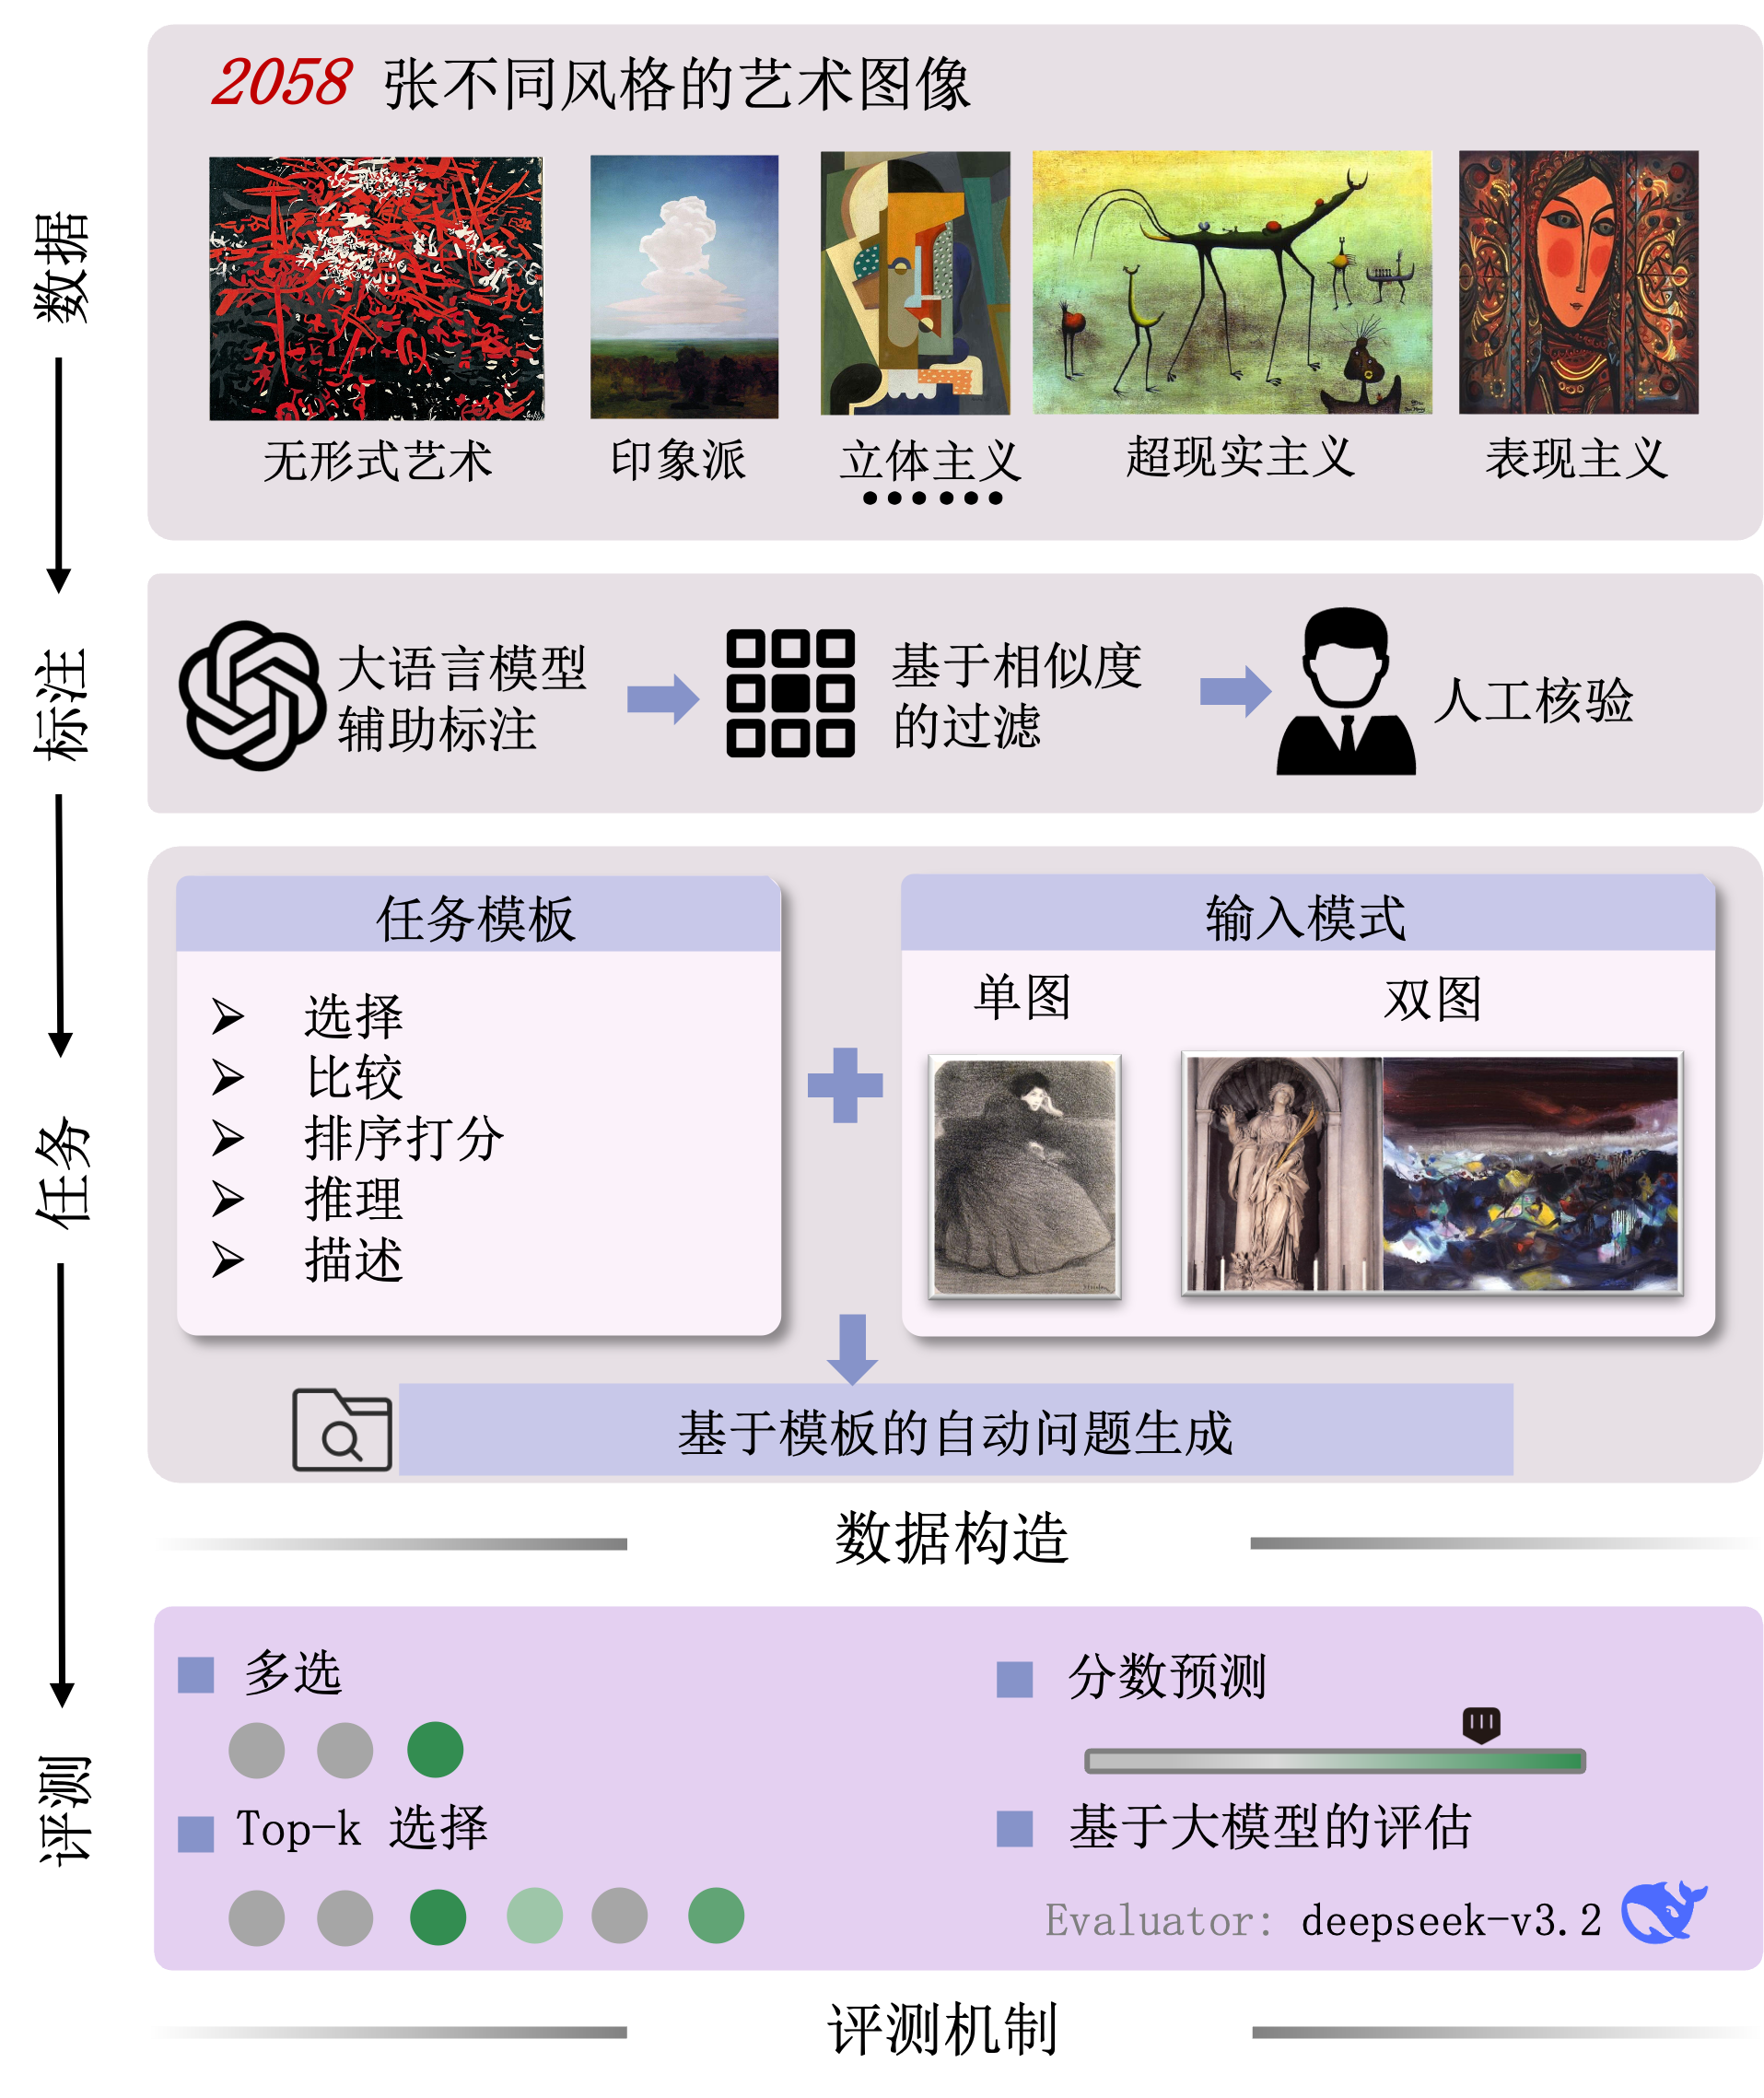 2058 张不同风格的艺术图像
无形式艺术
印象派
立体主义
超现实主义
表现主义
......
数据
大语言模型
辅助标注
基于相似度
的过滤
人工核验
标注
任务模板
选择
比较
排序打分
推理
描述
输入模式
单图
双图
任务
基于模板的自动问题生成
数据构造
多选
Top-k 选择
分数预测
基于大模型的评估
Evaluator: deepseek-v3.2
评测
评测机制